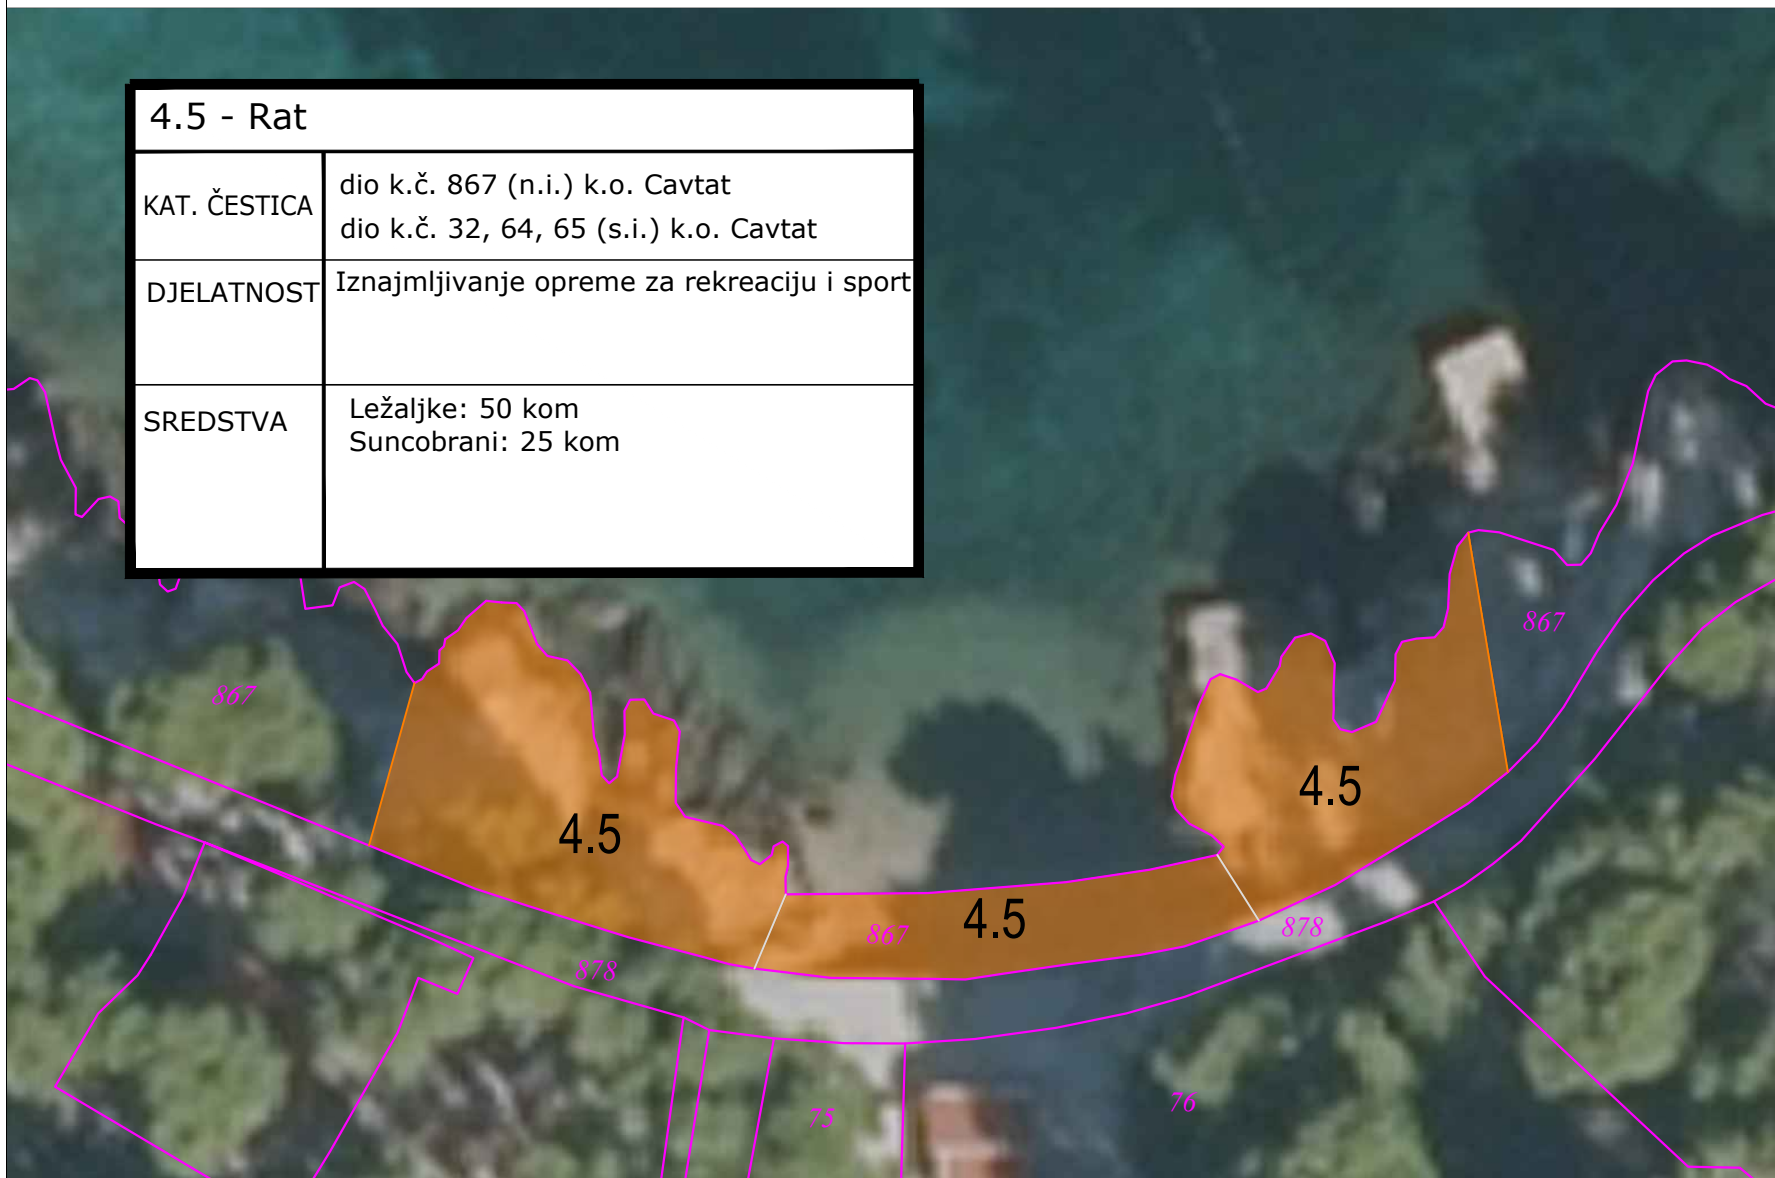 4.5 - Rat
KAT. ČESTICA
dio k.č. 867 (n.i.) k.o. Cavtat
dio k.č. 32, 64, 65 (s.i.) k.o. Cavtat
DJELATNOST
Iznajmljivanje opreme za rekreaciju i sport
SREDSTVA
Ležaljke: 50 kom
Suncobrani: 25 kom
867
867
4.5
4.5
867
4.5
878
878
75
76